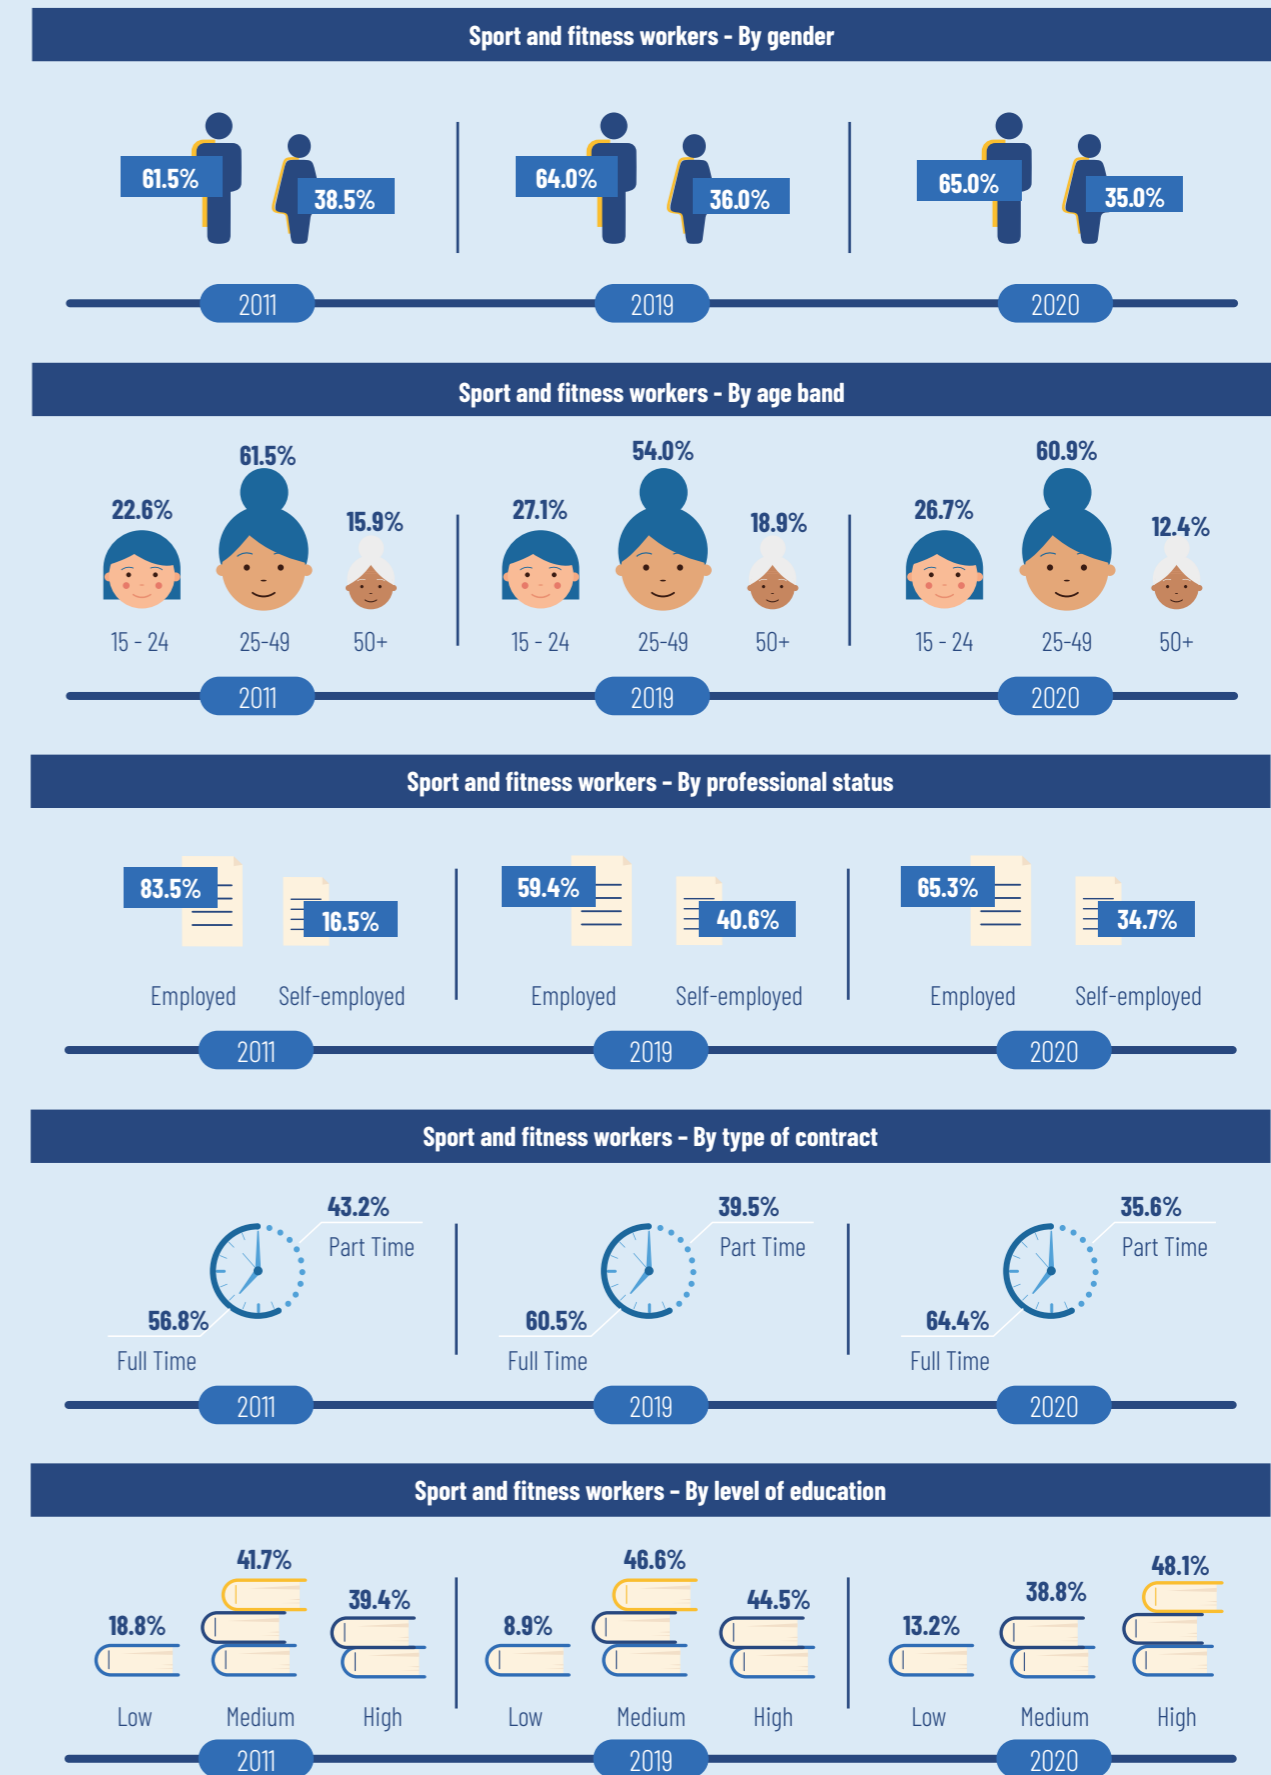 Sport and fitness workers - By gender
61.5%
38.5%
64.0%
36.0%
65.0%
35.0%
2011
2019
2020
Sport and fitness workers - By age band
22.6%
61.5%
15.9%
27.1%
54.0%
18.9%
26.7%
60.9%
12.4%
15 - 24
25-49
50+
15 - 24
25-49
50+
15 - 24
25-49
50+
2011
2019
2020
Sport and fitness workers – By professional status
83.5%
16.5%
59.4%
40.6%
65.3%
34.7%
Employed
Self-employed
Employed
Self-employed
Employed
Self-employed
2011
2019
2020
Sport and fitness workers – By type of contract
43.2%
Part Time
56.8%
Full Time
39.5%
Part Time
60.5%
Full Time
35.6%
Part Time
64.4%
Full Time
2011
2019
2020
Sport and fitness workers – By level of education
18.8%
41.7%
39.4%
8.9%
46.6%
44.5%
13.2%
38.8%
48.1%
Low
Medium
High
Low
Medium
High
Low
Medium
High
2011
2019
2020